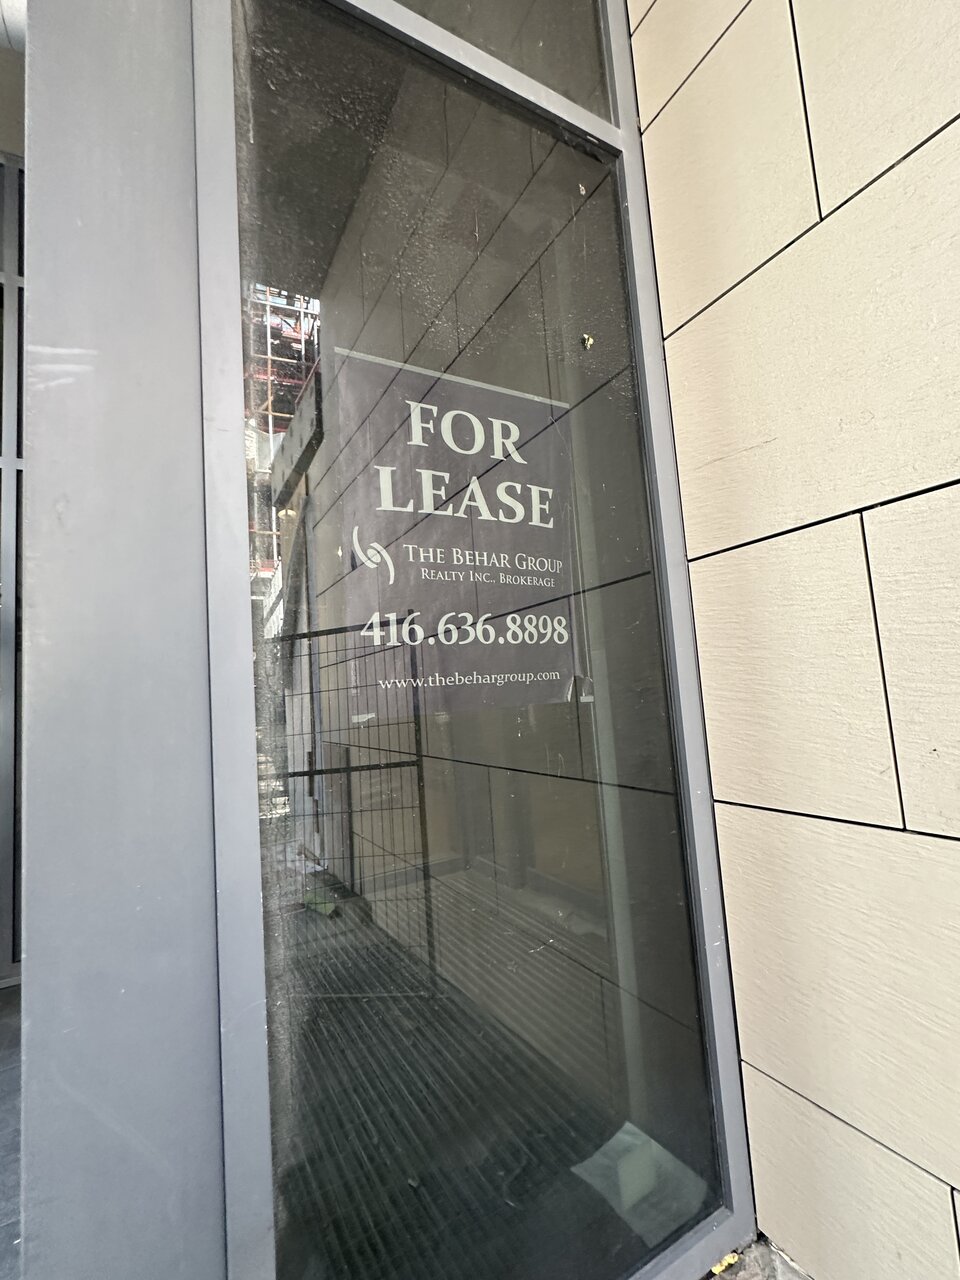 FOR
LEASE
THE BEHAR GROUP
REALTY INC., BROKERAGE
416.636.8898
www.thebehargroup.com